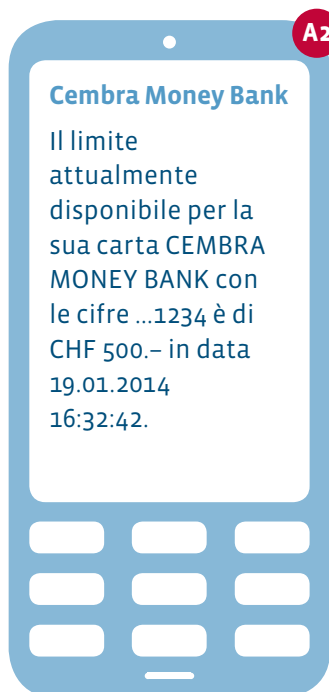 A2
Cembra Money Bank
Il limite
attualmente
disponibile per la
sua carta CEMBRA
MONEY BANK con
le cifre ...1234 è di
CHF 500.– in data
19.01.2014
16:32:42.